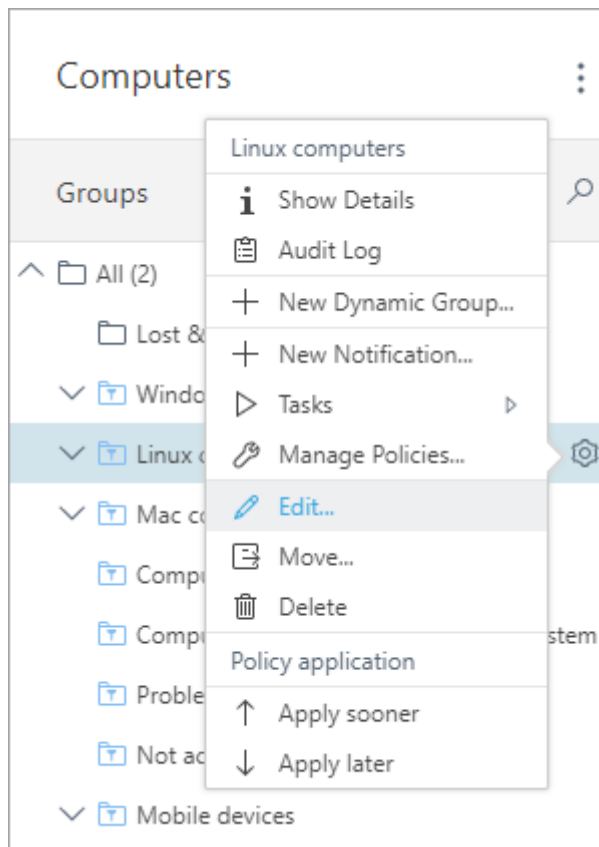 Computers
Groups
All (2)
Lost &
Windo
Linux
Mac
Compu
Compu
stem
Proble
Not ac
Mobile devices
Linux computers
Show Details
Audit Log
New Dynamic Group...
New Notification...
Tasks
Manage Policies...
Edit...
Move...
Delete
Policy application
Apply sooner
Apply later